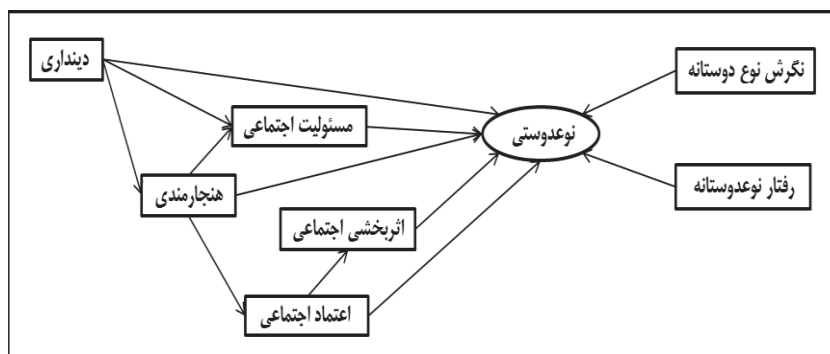 دینداری
نگرش نوع دوستانه
مسئولیت اجتماعی
نوعدوستی
هنجارمندی
رفتار نوعدوستانه
اثربخشی اجتماعی
اعتماد اجتماعی